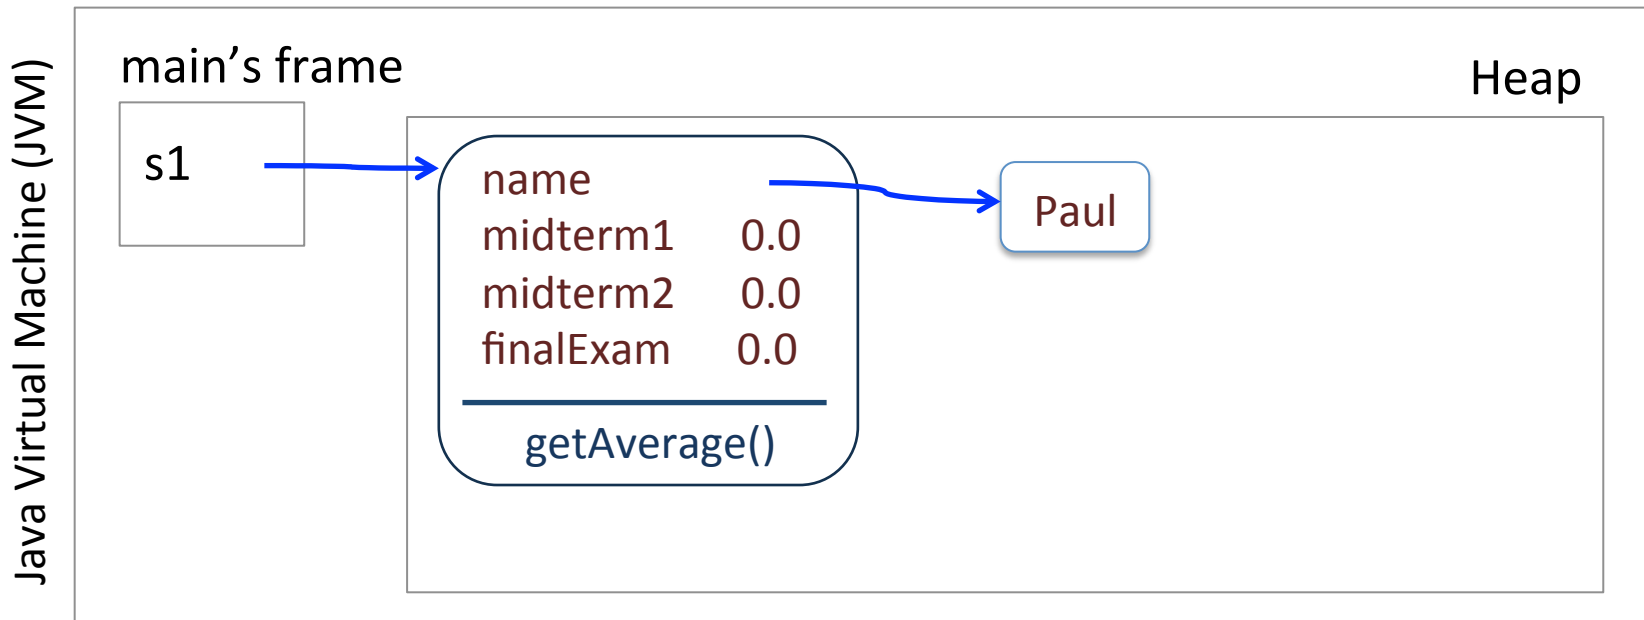 Java Virtual Machine (JVM)
main’s frame
Heap
s1
name
Paul
midterm1 0.0
midterm2 0.0
finalExam 0.0
getAverage()